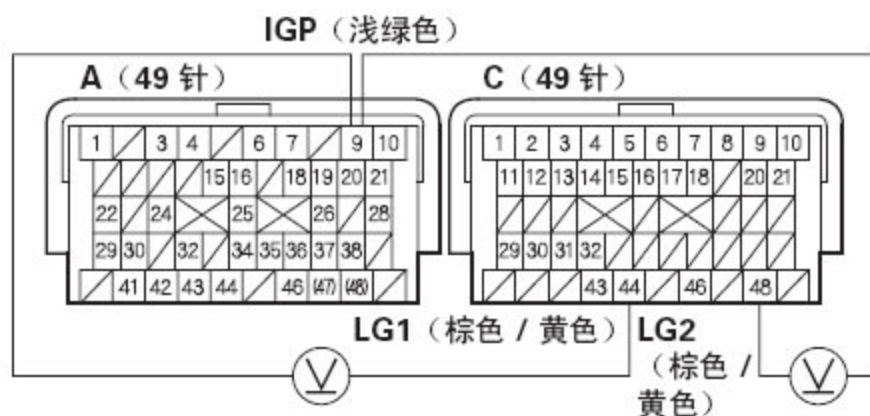 IGP（浅绿色）
A（49 针）
C（49 针）
1 3 4 6 7 9 10
15 16 18 19 20 21
22 24 25 26 28
29 30 32 34 35 36 37 38
41 42 43 44 46 (47) (48)
1 2 3 4 5 6 7 8 9 10
11 12 13 14 15 16 17 18 20 21
29 30 31 32
43 44 46 48
LG1（棕色 / 黄色）
LG2
（棕色 /
黄色）
V
V